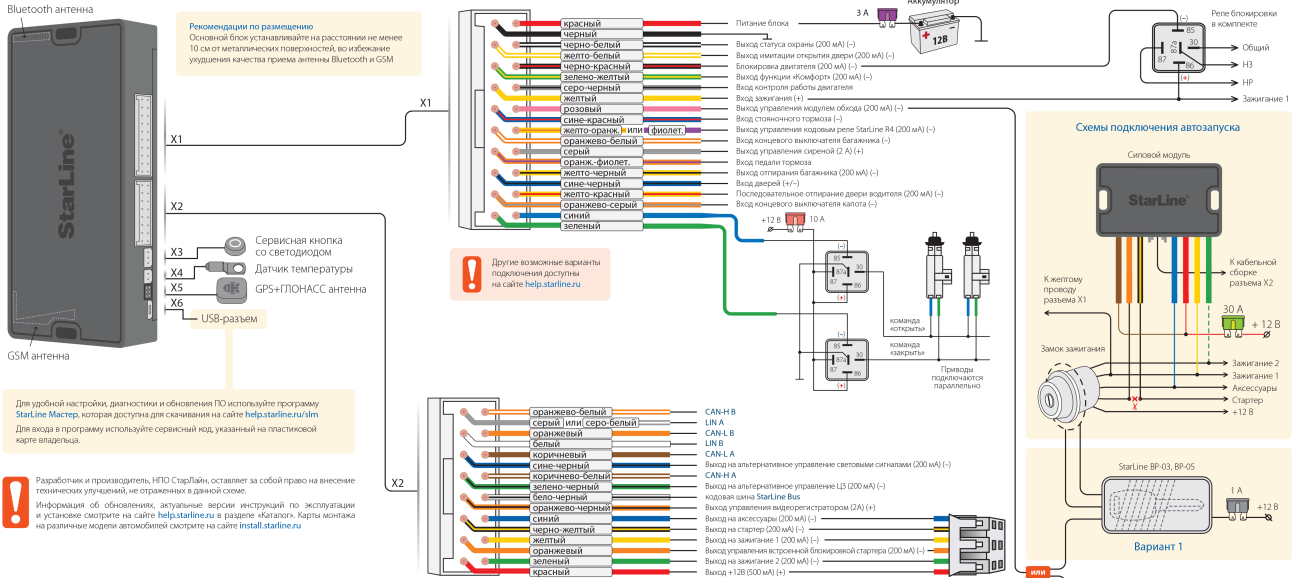 Bluetooth антенна
Рекомендации по размещению
Основной блок устанавливайте на расстоянии не менее
10 см от металлических поверхностей, во избежание
ухудшения качества приема антенны Bluetooth и GSM
StarLine®
X1
X2
X3
X4
X5
X6
Сервисная кнопка
со светодиодом
Датчик температуры
GPS+ГЛОНАСС антенна
USB-разъем
GSM антенна
Для удобной настройки, диагностики и обновления ПО используйте программу
StarLine Мастер, которая доступна для скачивания на сайте help.starline.ru/slm
Для входа в программу используйте сервисный код, указанный на пластиковой
карте владельца.
Разработчик и производитель, НПО СтарЛайн, оставляет за собой право на внесение
технических улучшений, не отраженных в данной схеме.
Информация об обновлениях, актуальные версии инструкций по эксплуатации
и установке смотрите на сайте help.starline.ru в разделе «Каталог». Карты монтажа
на различные модели автомобилей смотрите на сайте install.starline.ru
X1
красный Питание блока
черный
черно-белый Выход статуса охраны (200 мА) (–)
желто-белый Выход имитации открытия двери (200 мА) (–)
черно-красный Блокировка двигателя (200 мА) (–)
зелено-желтый Выход функции «Комфорт» (200 мА) (–)
серо-черный Вход контроля работы двигателя
желтый Вход зажигания (+)
розовый Выход управления модулем обхода (200 мА) (–)
сине-красный Вход стояночного тормоза (–)
желто-оранж. или фиолет. Выход управления кодовым реле StarLine R4 (200 мА) (–)
оранжево-белый Вход концевого выключателя багажника (–)
серый Выход управления сиреной (2 А) (+)
оранж.-фиолет. Вход педали тормоза
желто-черный Выход отпирания багажника (200 мА) (–)
сине-черный Вход дверей (+/–)
желто-красный Последовательное отпирание двери водителя (200 мА) (–)
оранжево-серый Вход концевого выключателя капота (–)
синий
зеленый
3 А
Аккумулятор
+ 12В
Реле блокировки
в комплекте
(–)
85
87
87a
30
86
(+)
Общий
НЗ
НР
Зажигание 1
Другие возможные варианты
подключения доступны
на сайте help.starline.ru
+12 В
10 А
(–)
85
87a
30
87
86
(+)
команда
«открыть»
(–)
85
87a
30
87
86
(+)
команда
«закрыть»
Приводы
подключаются
параллельно
X2
оранжево-белый CAN-H B
серый или серо-белый LIN A
оранжевый CAN-L B
белый LIN B
коричневый CAN-L A
сине-черный Выход на альтернативное управление световыми сигналами (200 мА) (–)
коричнево-белый CAN-H A
зелено-черный Выход на альтернативное управление ЦЗ (200 мА) (–)
бело-черный кодовая шина StarLine Bus
оранжево-черный Выход управления видеорегистратором (2А) (+)
синий Выход на аксессуары (200 мА) (–)
черно-желтый Выход на стартер (200 мА) (–)
желтый Выход на зажигание 1 (200 мА) (–)
оранжевый Выход управления встроенной блокировкой стартера (200 мА) (–)
зеленый Выход на зажигание 2 (200 мА) (–)
красный Выход +12В (500 мА) (+)
Схемы подключения автозапуска
Силовой модуль
StarLine®
К желтому
проводу
разъема X1
К кабельной
сборке
разъема X2
30 А
+ 12 В
Замок зажигания
Зажигание 2
Зажигание 1
Аксессуары
Стартер
+12 В
StarLine BP-03, BP-05
1 А
+12 В
Вариант 1
или